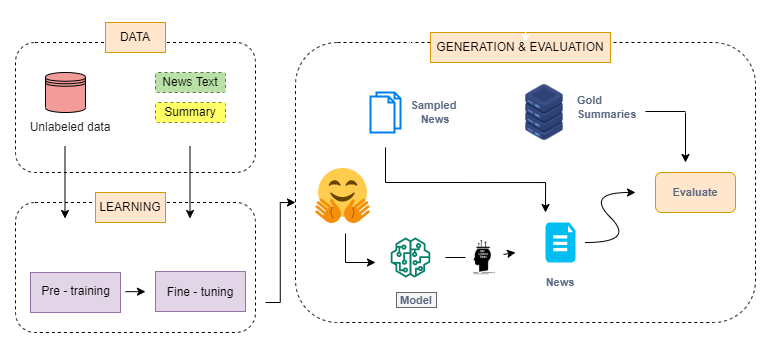 DATA
News Text
Summary
Unlabeled data
LEARNING
Pre - training
Fine - tuning
GENERATION & EVALUATION
Sampled
News
Gold
Summaries
Evaluate
Model
News